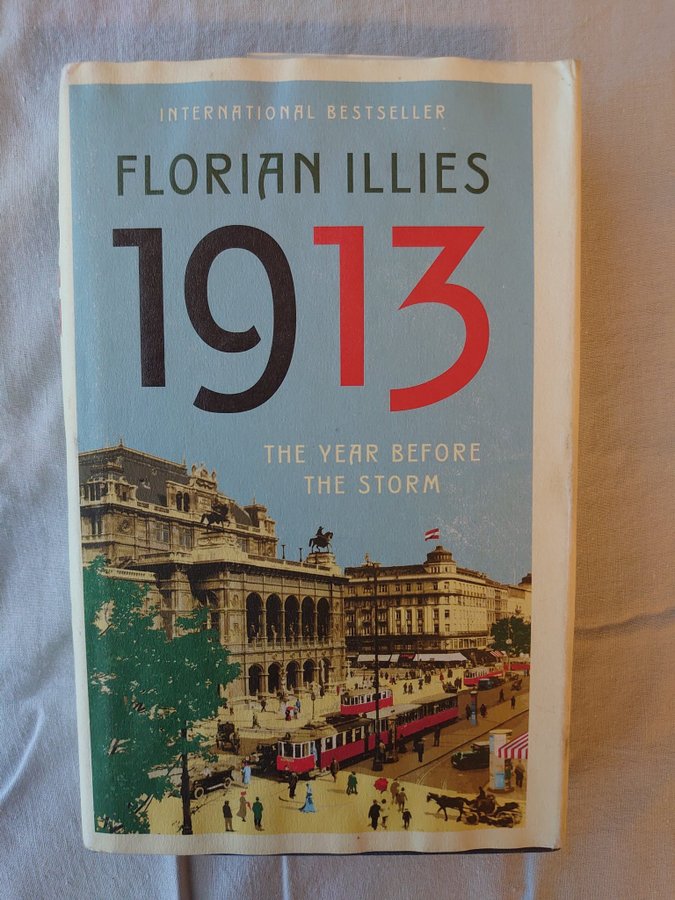 INTERNATIONAL BESTSELLER
FLORIAN ILLIES
1913
THE YEAR BEFORE
THE STORM